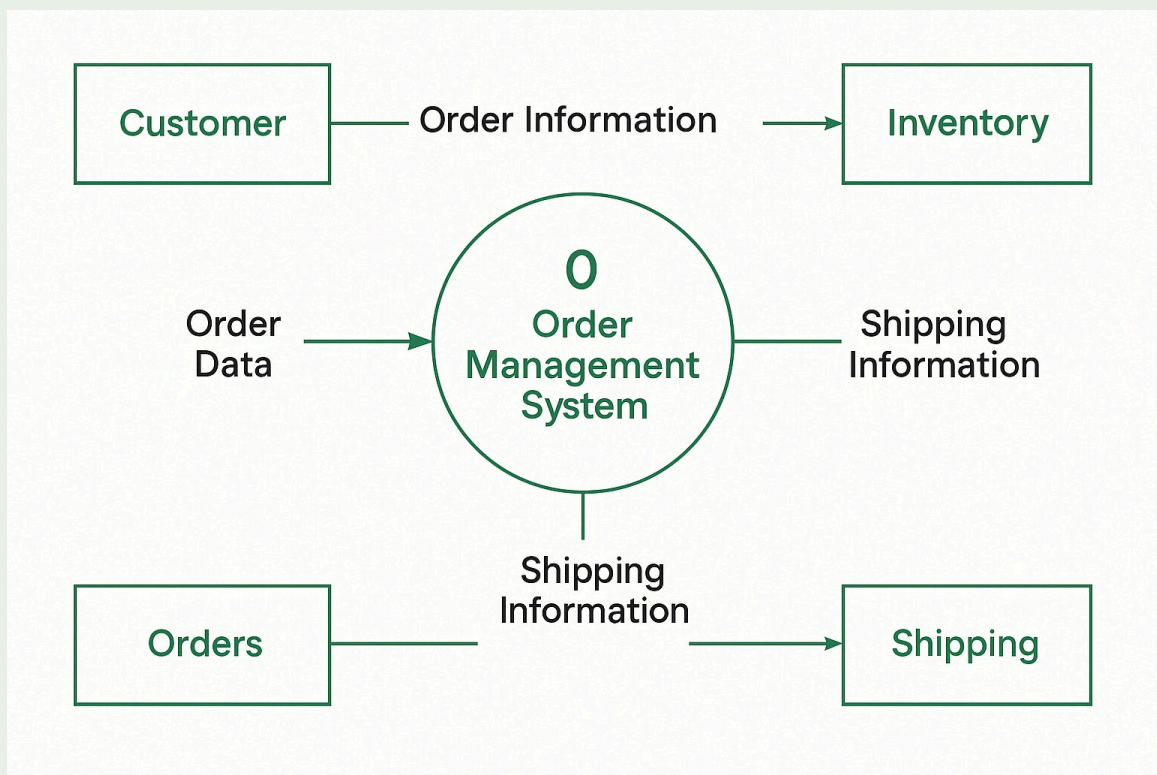 Customer
Order Information
Inventory
0
Order
Management
System
Order
Data
Shipping
Information
Shipping
Information
Orders
Shipping